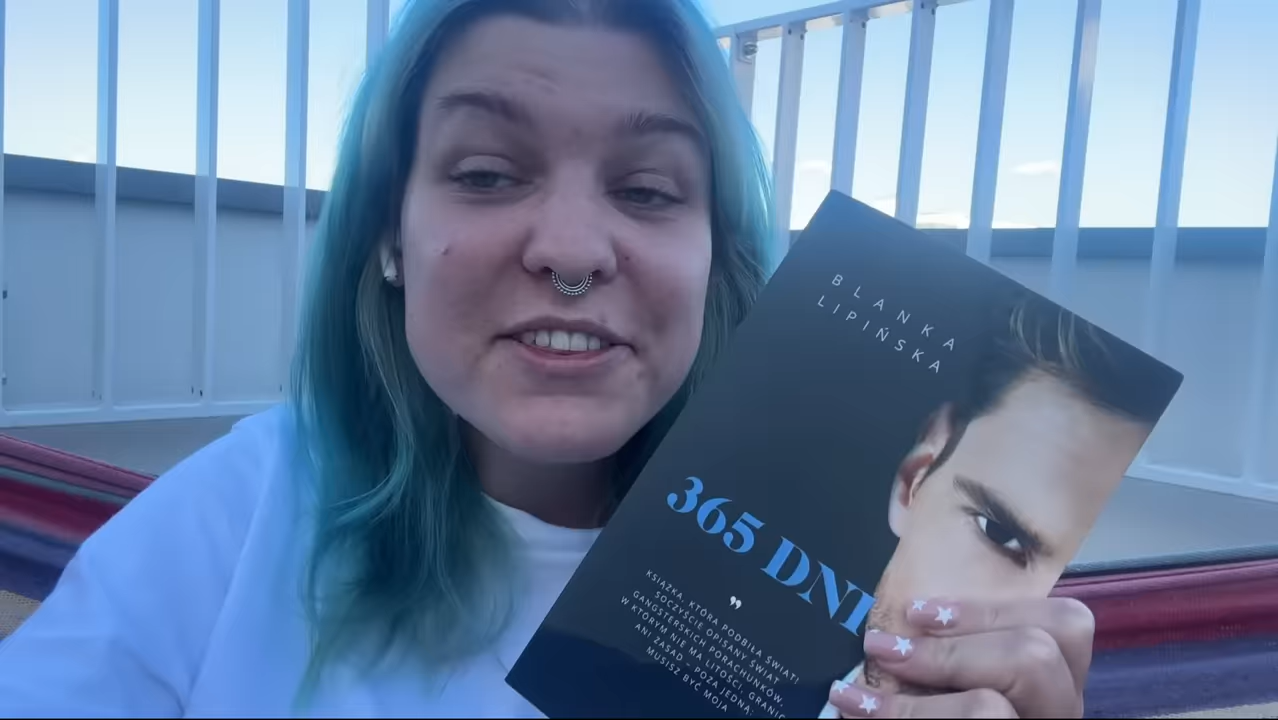 BLANKA
LIPIŃSKA
365 DNI
KSIĄŻKA, KTÓRA PODBIŁA ŚWIAT!
SOCZYŚCIE OPISANY ŚWIAT
GANGSTERSKICH PORACHUNKÓW,
W KTÓRYM NIE MA LITOŚCI, GRANIC
ANI ZASAD – POZA JEDNĄ:
MUSISZ BYĆ MOJA